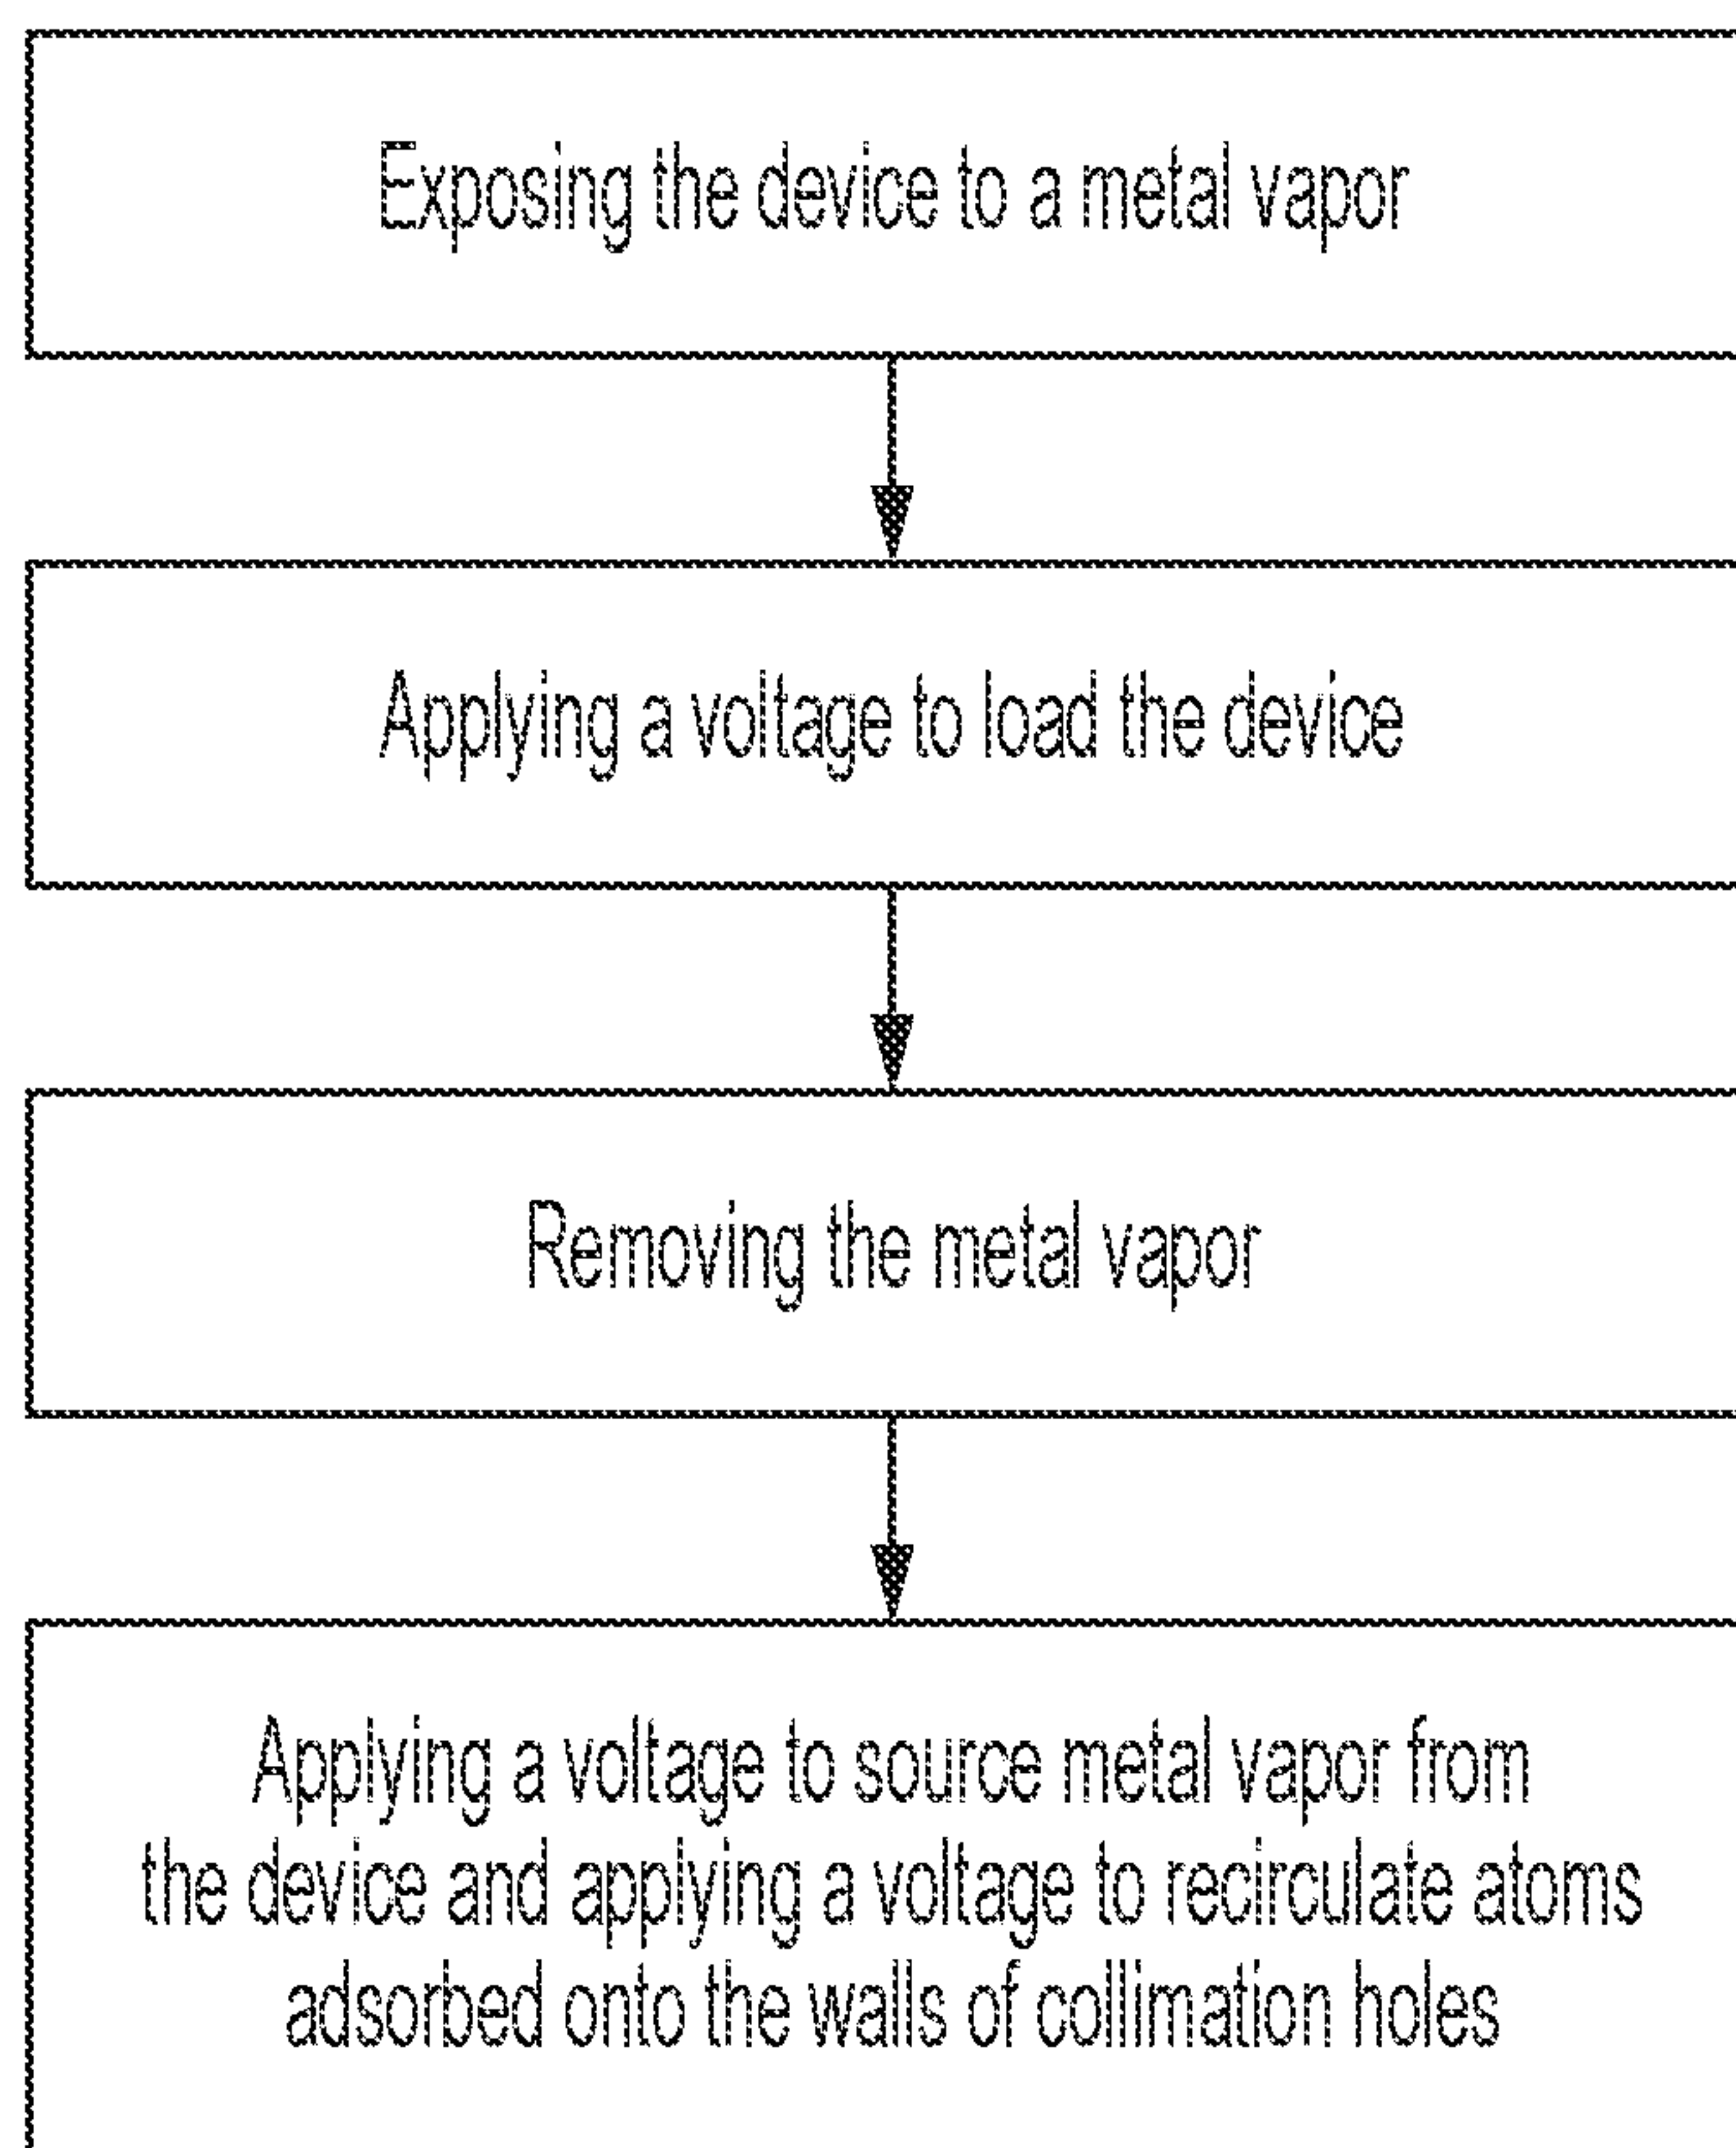 Exposing the device to a metal vapor
Applying a voltage to load the device
Removing the metal vapor
Applying a voltage to source metal vapor from
the device and applying a voltage to recirculate atoms
adsorbed onto the walls of collimation holes